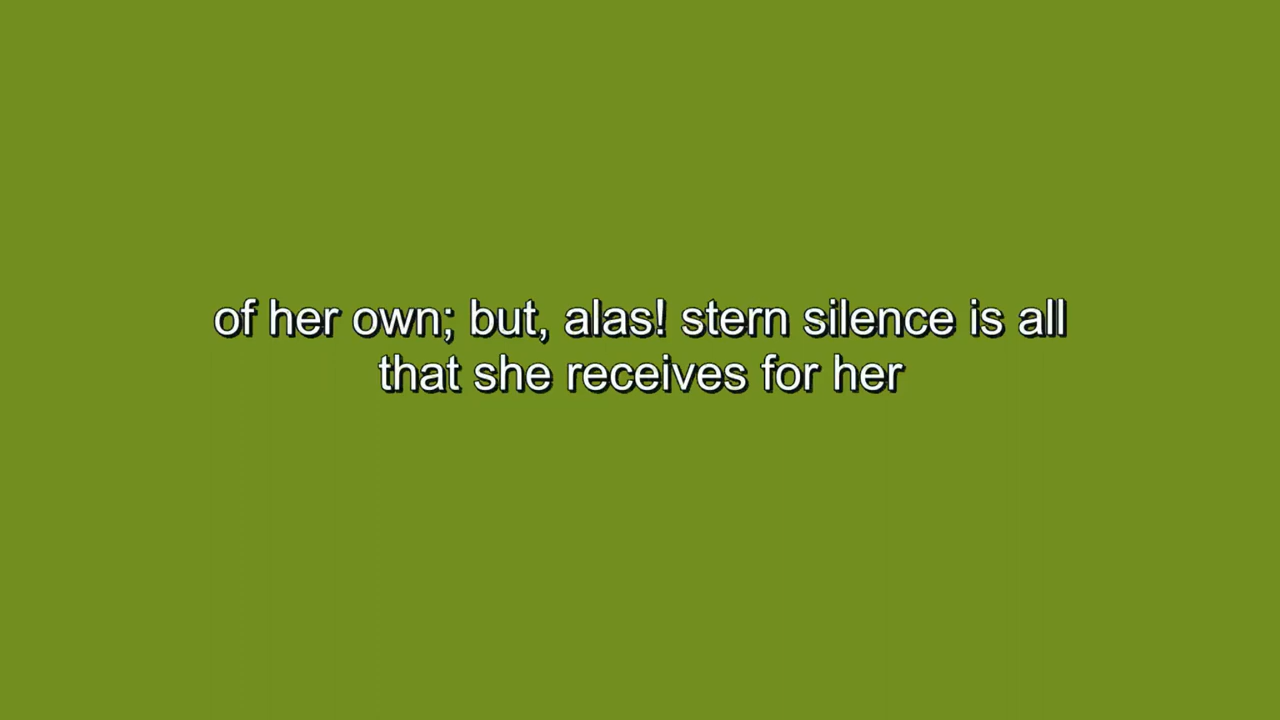 of her own; but, alas! stern silence is all
that she receives for her